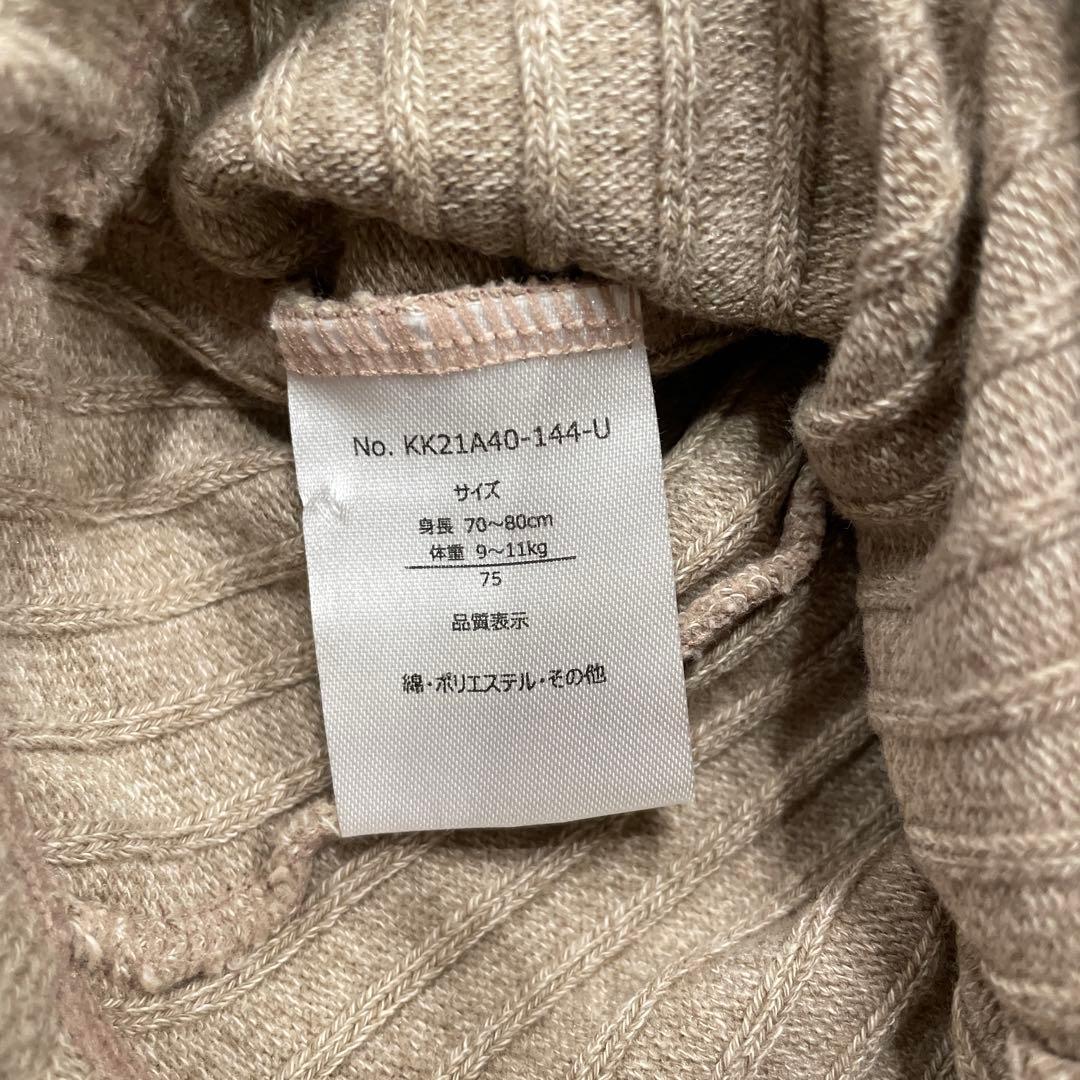 No. KK21A40-144-U
サイズ
身長 70～80cm
体重 9～11kg
75
品質表示
綿・ポリエステル・その他